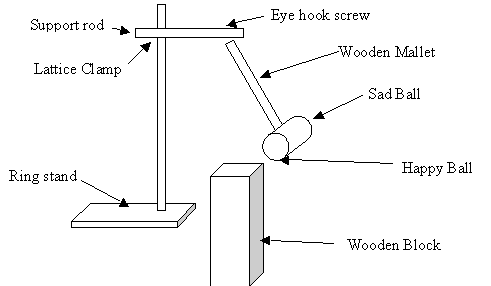 Eye hook screw
Support rod
Wooden Mallet
Lattice Clamp
Sad Ball
Happy Ball
Ring stand
Wooden Block